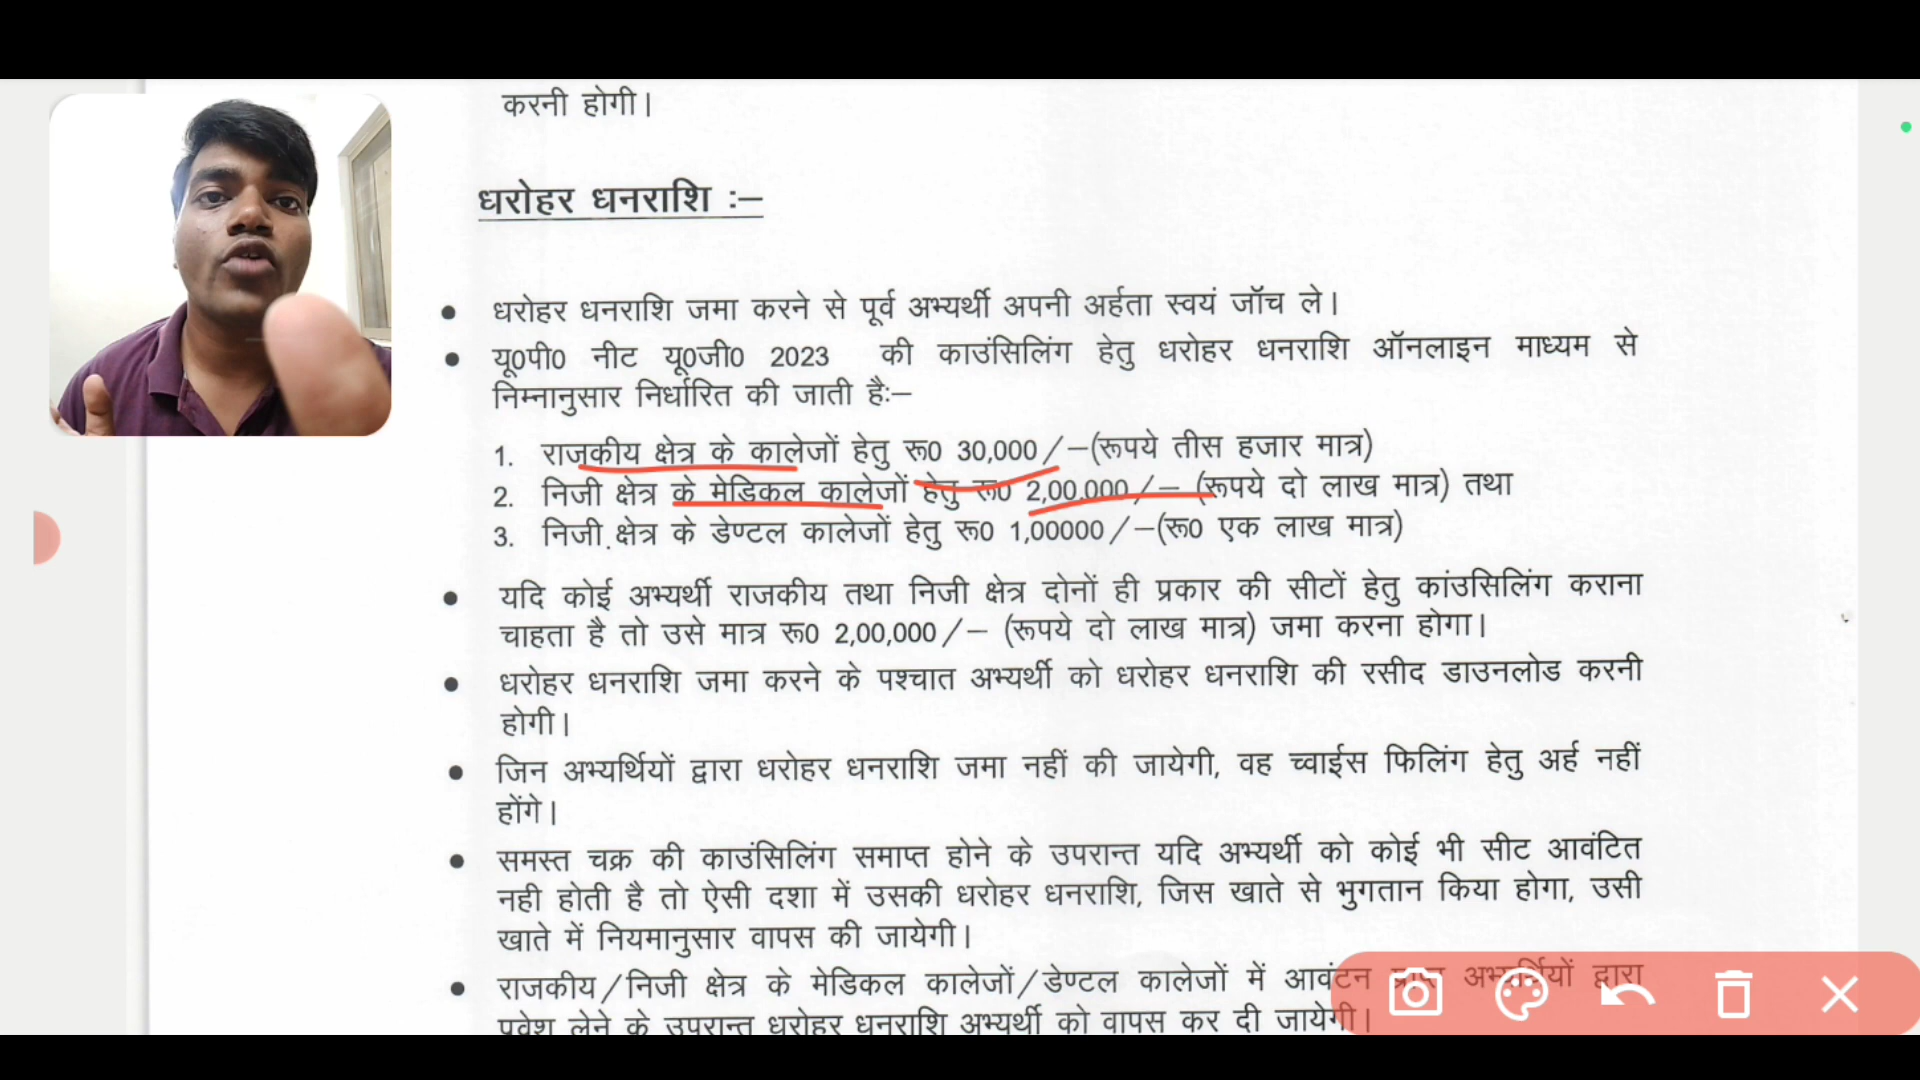 करनी होगी।
धरोहर धनराशि :–
• धरोहर धनराशि जमा करने से पूर्व अभ्यर्थी अपनी अर्हता स्वयं जॉच ले।
• यू0पी0 नीट यू0जी0 2023 की काउंसिलिंग हेतु धरोहर धनराशि ऑनलाइन माध्यम से
निम्नानुसार निर्धारित की जाती हैः–
1. राजकीय क्षेत्र के कालेजों हेतु रू0 30,000/–(रूपये तीस हजार मात्र)
2. निजी क्षेत्र के मेडिकल कालेजों हेतु रू0 2,00,000/– (रूपये दो लाख मात्र) तथा
3. निजी क्षेत्र के डेण्टल कालेजों हेतु रू0 1,00000/–(रू0 एक लाख मात्र)
• यदि कोई अभ्यर्थी राजकीय तथा निजी क्षेत्र दोनों ही प्रकार की सीटों हेतु कांउसिलिंग कराना
चाहता है तो उसे मात्र रू0 2,00,000/– (रूपये दो लाख मात्र) जमा करना होगा।
• धरोहर धनराशि जमा करने के पश्चात अभ्यर्थी को धरोहर धनराशि की रसीद डाउनलोड करनी
होगी।
• जिन अभ्यर्थियों द्वारा धरोहर धनराशि जमा नहीं की जायेगी, वह च्वाईस फिलिंग हेतु अर्ह नहीं
होंगे।
• समस्त चक्र की काउंसिलिंग समाप्त होने के उपरान्त यदि अभ्यर्थी को कोई भी सीट आवंटित
नही होती है तो ऐसी दशा में उसकी धरोहर धनराशि, जिस खाते से भुगतान किया होगा, उसी
खाते में नियमानुसार वापस की जायेगी।
• राजकीय/निजी क्षेत्र के मेडिकल कालेजों/डेण्टल कालेजों में आवंटन प्राप्त अभ्यर्थियों द्वारा
प्रवेश लेने के उपरान्त धरोहर धनराशि अभ्यर्थी को वापस कर दी जायेगी।